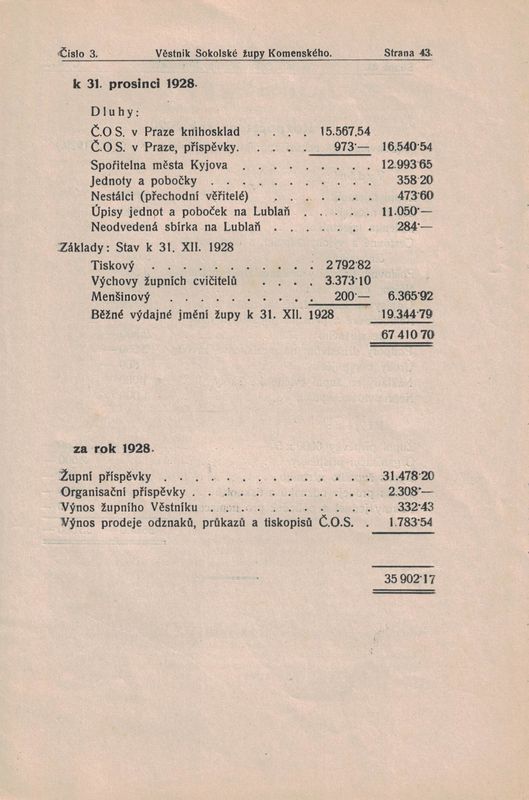 Číslo 3. Věstník Sokolské župy Komenského. Strana 43.
k 31. prosinci 1928.
Dluhy:
Č.O S. v Praze knihosklad . . . . 15.567,54
Č.O S. v Praze, příspěvky. . . . . 973·— 16.540·54
Spořitelna města Kyjova . . . . . . . . . 12.993·65
Jednoty a pobočky . . . . . . . . . . . 358·20
Nestálci (přechodní věřitelé) . . . . . . . 473·60
Úpisy jednot a poboček na Lublaň . . . . . 11.050·—
Neodvedená sbírka na Lublaň . . . . . . . 284·—
Základy: Stav k 31. XII. 1928
Tiskový . . . . . . . . . . . 2 792·82
Výchovy župních cvičitelů . . . . 3.373·10
Menšinový . . . . . . . . . . 200·— 6.365·92
Běžné výdajné jmění župy k 31. XII. 1928 19.344·79
67 410 70
za rok 1928.
Župní příspěvky . . . . . . . . . . . . . . 31.478·20
Organisační příspěvky . . . . . . . . . . . . 2.308·—
Výnos župního Věstníku . . . . . . . . . . . 332·43
Výnos prodeje odznaků, průkazů a tiskopisů Č.O.S. . 1.783·54
35 902·17